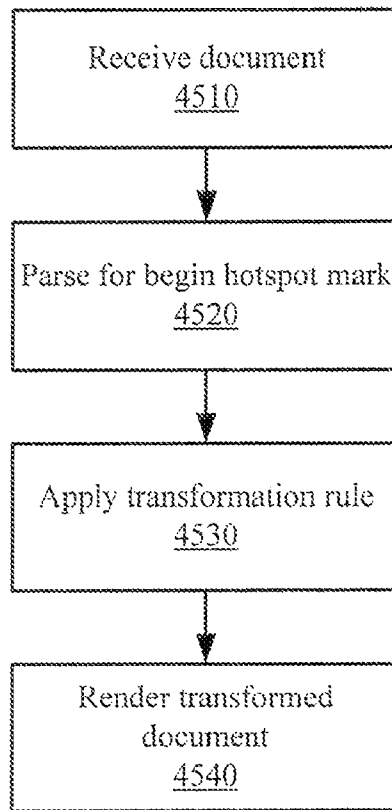 Receive document
4510
Parse for begin hotspot mark
4520
Apply transformation rule
4530
Render transformed
document
4540